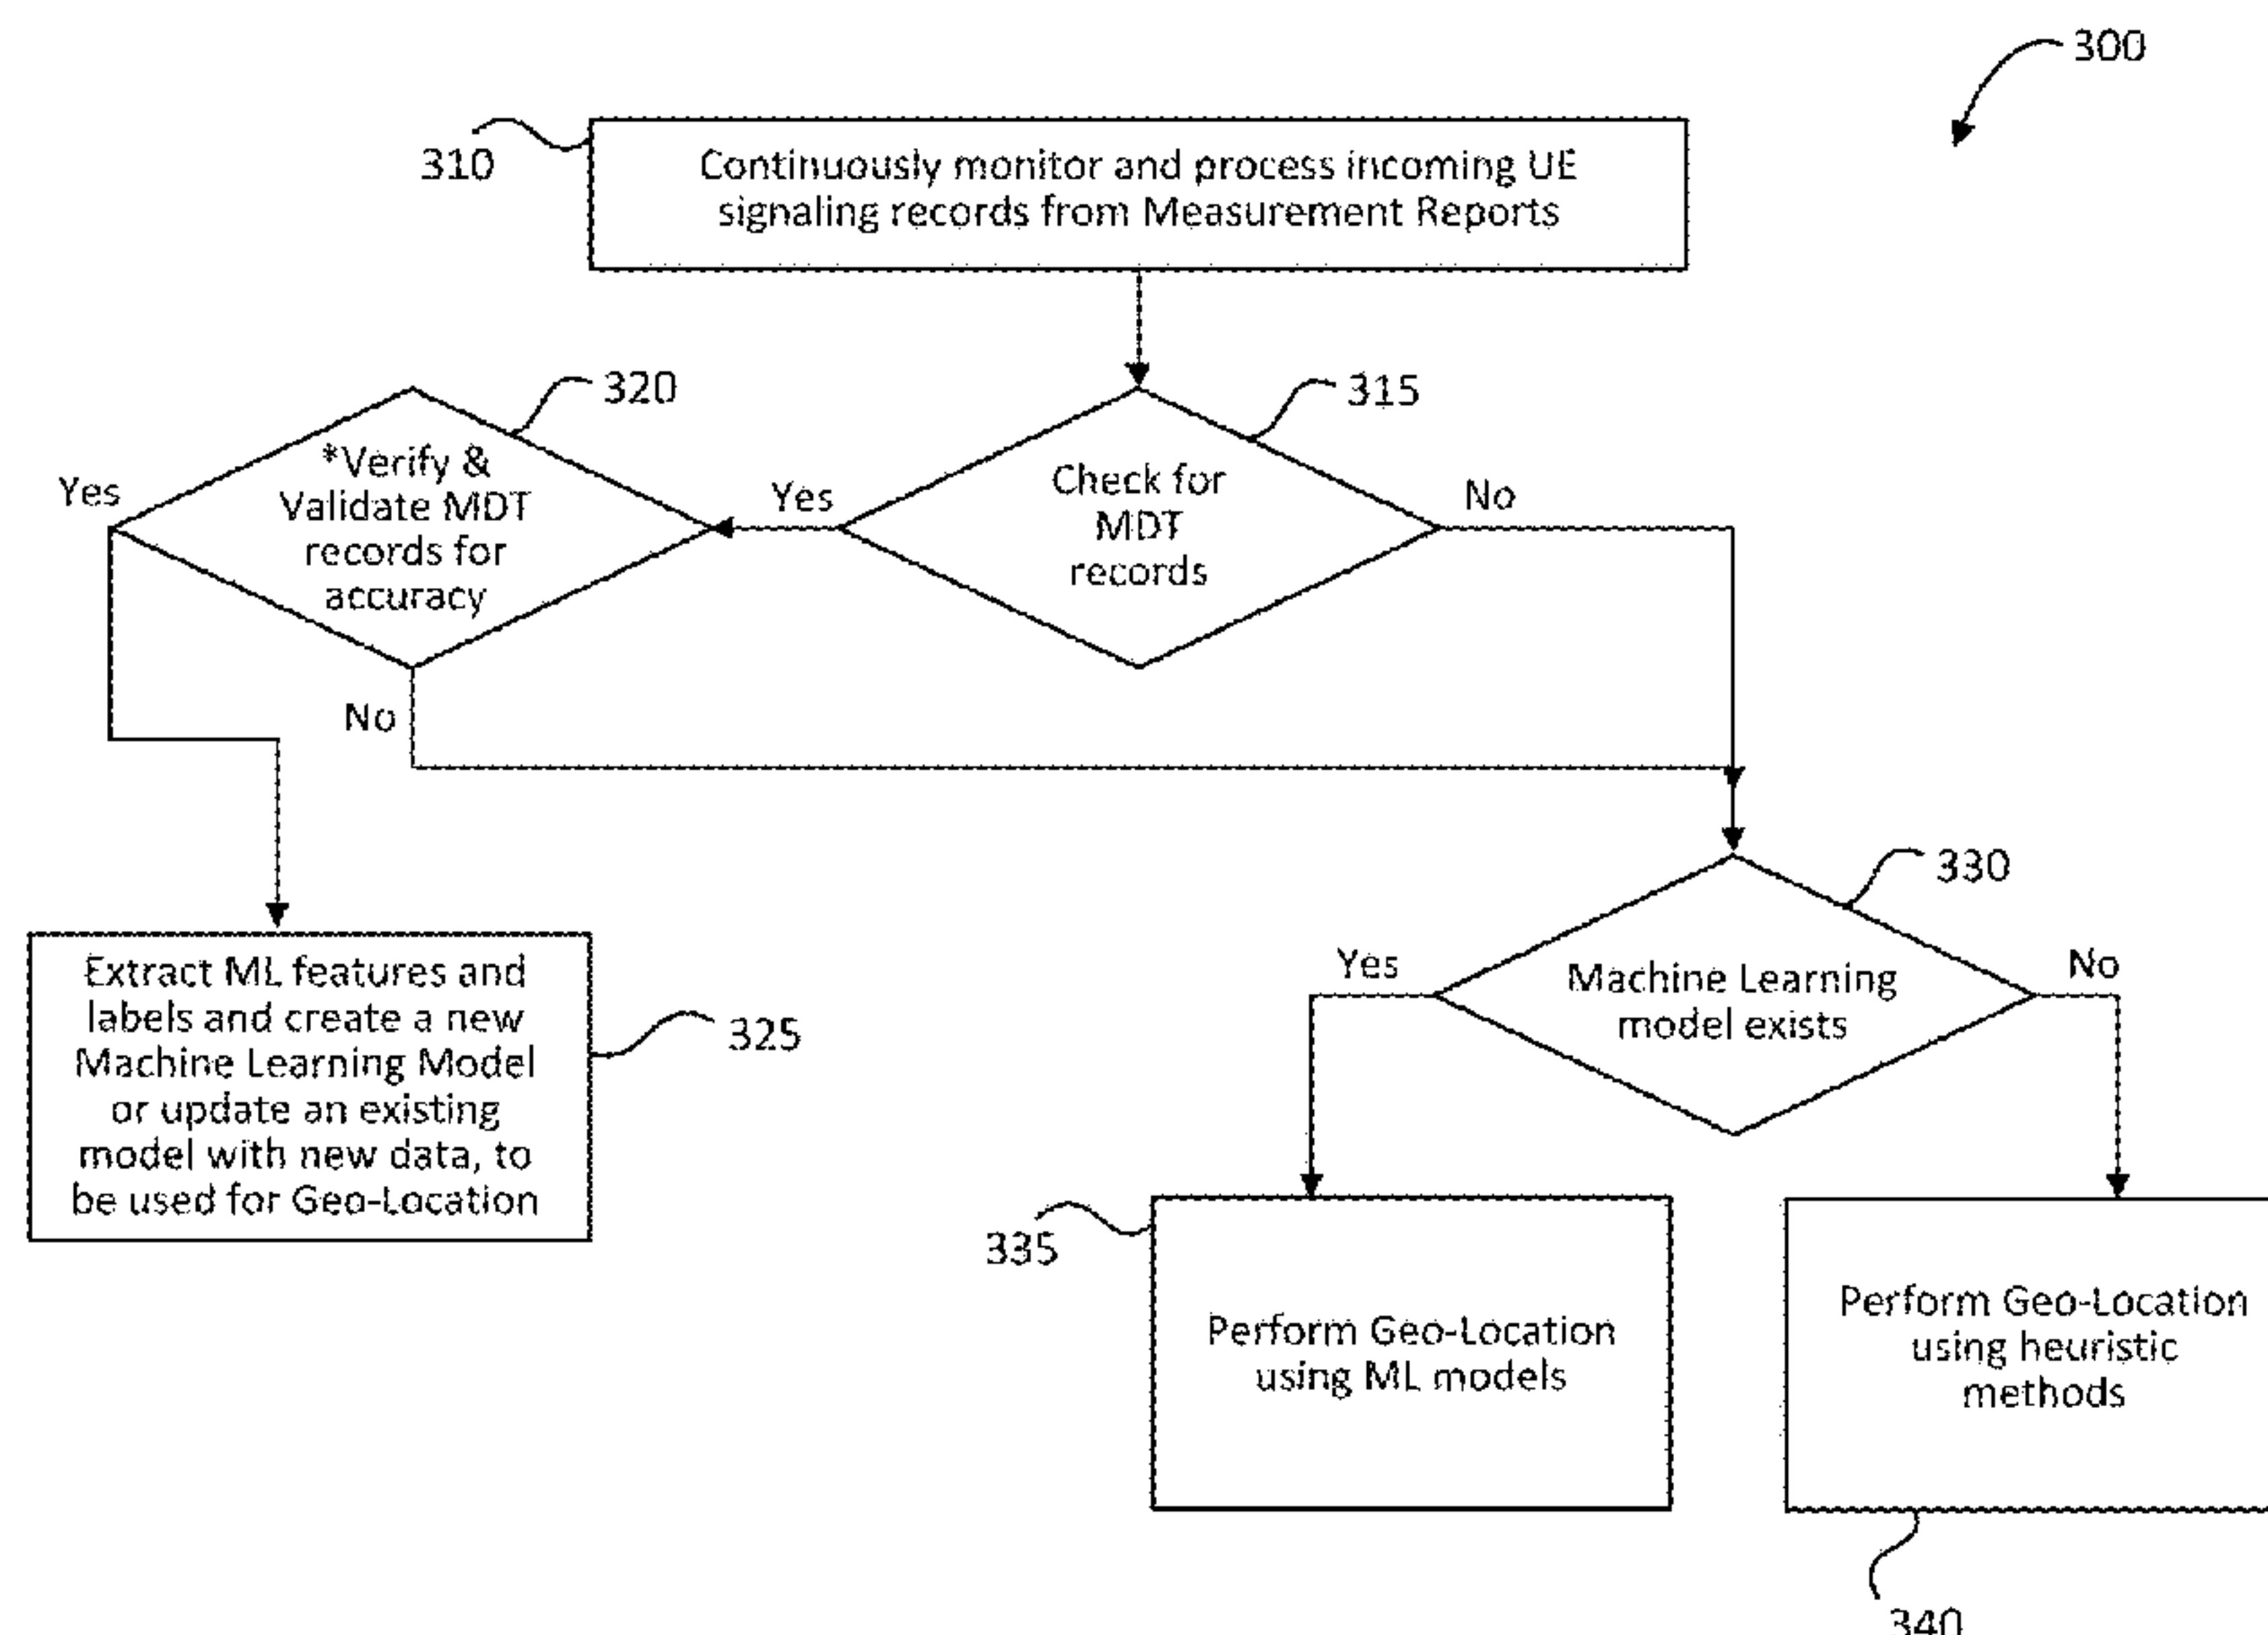 300
310
Continuously monitor and process incoming UE
signaling records from Measurement Reports
320
315
*Verify &
Validate MDT
records for
accuracy
Yes
Yes
Check for
MDT
records
No
No
330
Extract ML features and
labels and create a new
Machine Learning Model
or update an existing
model with new data, to
be used for Geo-Location
325
Yes
Machine Learning
model exists
No
335
Perform Geo-Location
using ML models
Perform Geo-Location
using heuristic
methods
340